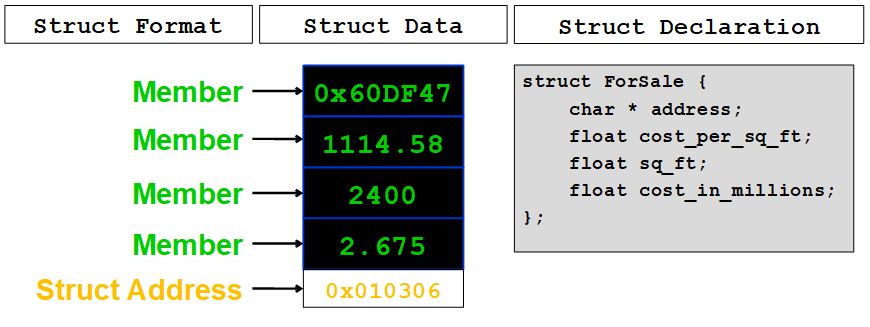 Struct Format
Struct Data
Struct Declaration
Member
0x60DF47
Member
1114.58
Member
2400
Member
2.675
Struct Address
0x010306
struct ForSale {
    char * address;
    float cost_per_sq_ft;
    float sq_ft;
    float cost_in_millions;
};